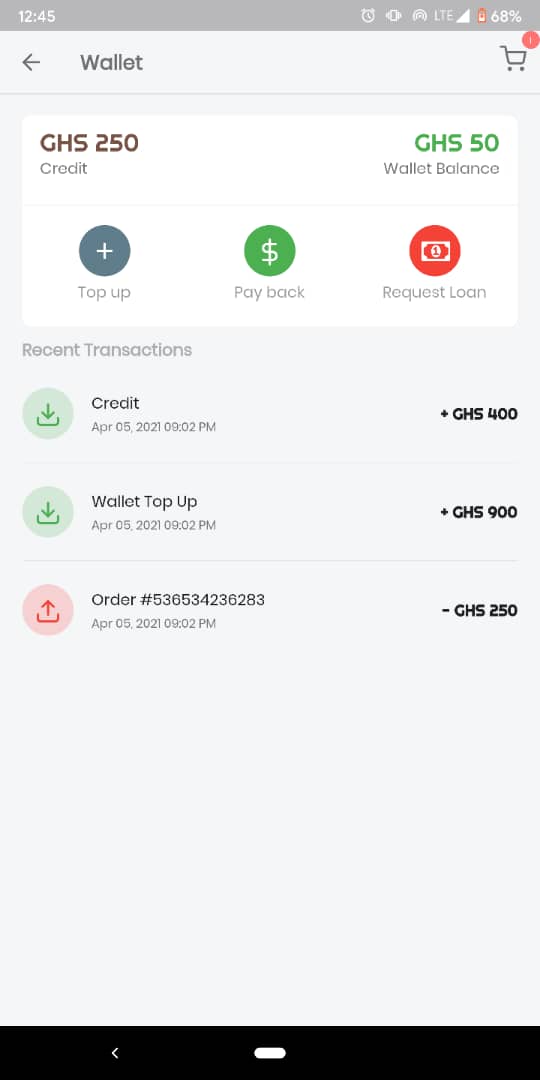 12:45 LTE 68%
Wallet
GHS 250 GHS 50
Credit Wallet Balance
Top up Pay back Request Loan
Recent Transactions
Credit
Apr 05, 2021 09:02 PM
+ GHS 400
Wallet Top Up
Apr 05, 2021 09:02 PM
+ GHS 900
Order #536534236283
Apr 05, 2021 09:02 PM
- GHS 250